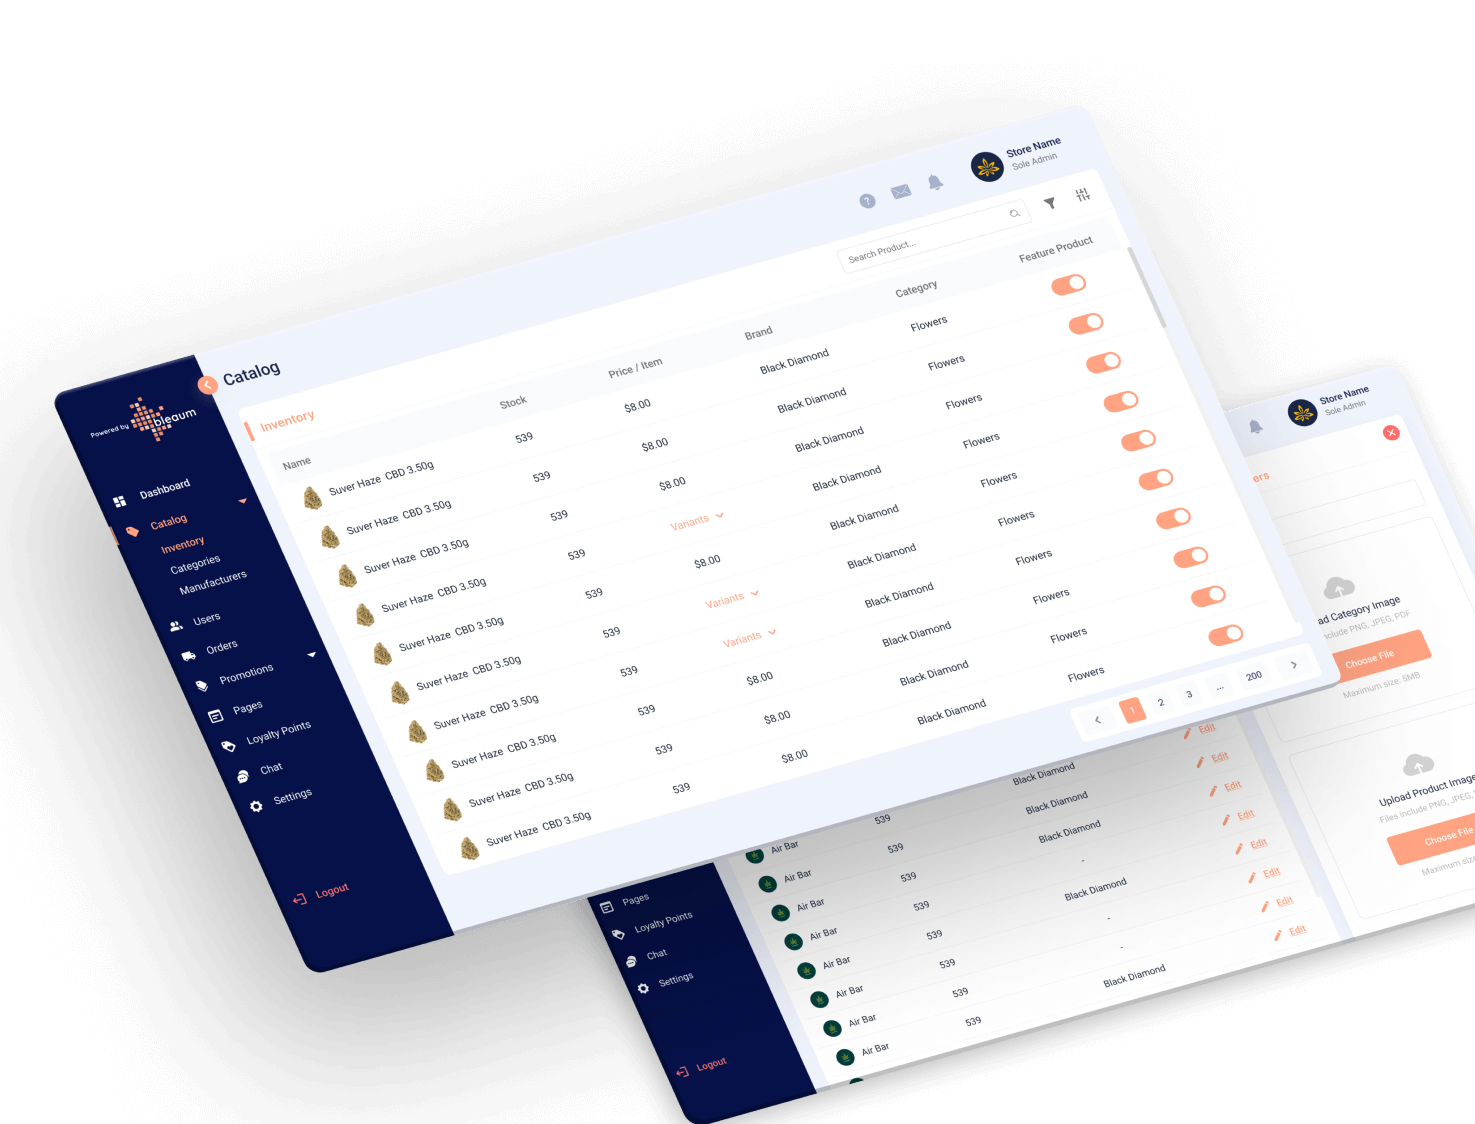 Store Name
Sole Admin
Search Product...
Catalog
Powered by bleaum
Inventory
Name Stock Price / Item Brand Category Feature Product
Suver Haze CBD 3.50g 539 $8.00 Black Diamond Flowers
Suver Haze CBD 3.50g 539 $8.00 Black Diamond Flowers
Suver Haze CBD 3.50g 539 $8.00 Black Diamond Flowers
Suver Haze CBD 3.50g 539 Variants Black Diamond Flowers
Suver Haze CBD 3.50g 539 $8.00 Black Diamond Flowers
Suver Haze CBD 3.50g 539 Variants Black Diamond Flowers
Suver Haze CBD 3.50g 539 Variants Black Diamond Flowers
Suver Haze CBD 3.50g 539 $8.00 Black Diamond Flowers
Suver Haze CBD 3.50g 539 $8.00 Black Diamond Flowers
Suver Haze CBD 3.50g 539 $8.00 Black Diamond Flowers
< 1 2 3 ... 200 >
Dashboard
Catalog
Inventory
Categories
Manufacturers
Users
Orders
Promotions
Pages
Loyalty Points
Chat
Settings
Logout
Store Name
Sole Admin
ers
ad Category Image
nclude PNG, JPEG, PDF
Choose File
Maximum size: 5MB
Upload Product Image
Files include PNG, JPEG,
Choose File
Maximum size
Edit
Black Diamond Edit
Air Bar 539 Black Diamond Edit
Air Bar 539 Black Diamond Edit
Air Bar 539 - Edit
Air Bar 539 Black Diamond Edit
Air Bar 539 - Edit
Air Bar 539 - Edit
Air Bar 539 Black Diamond
Air Bar 539
Pages
Loyalty Points
Chat
Settings
Logout